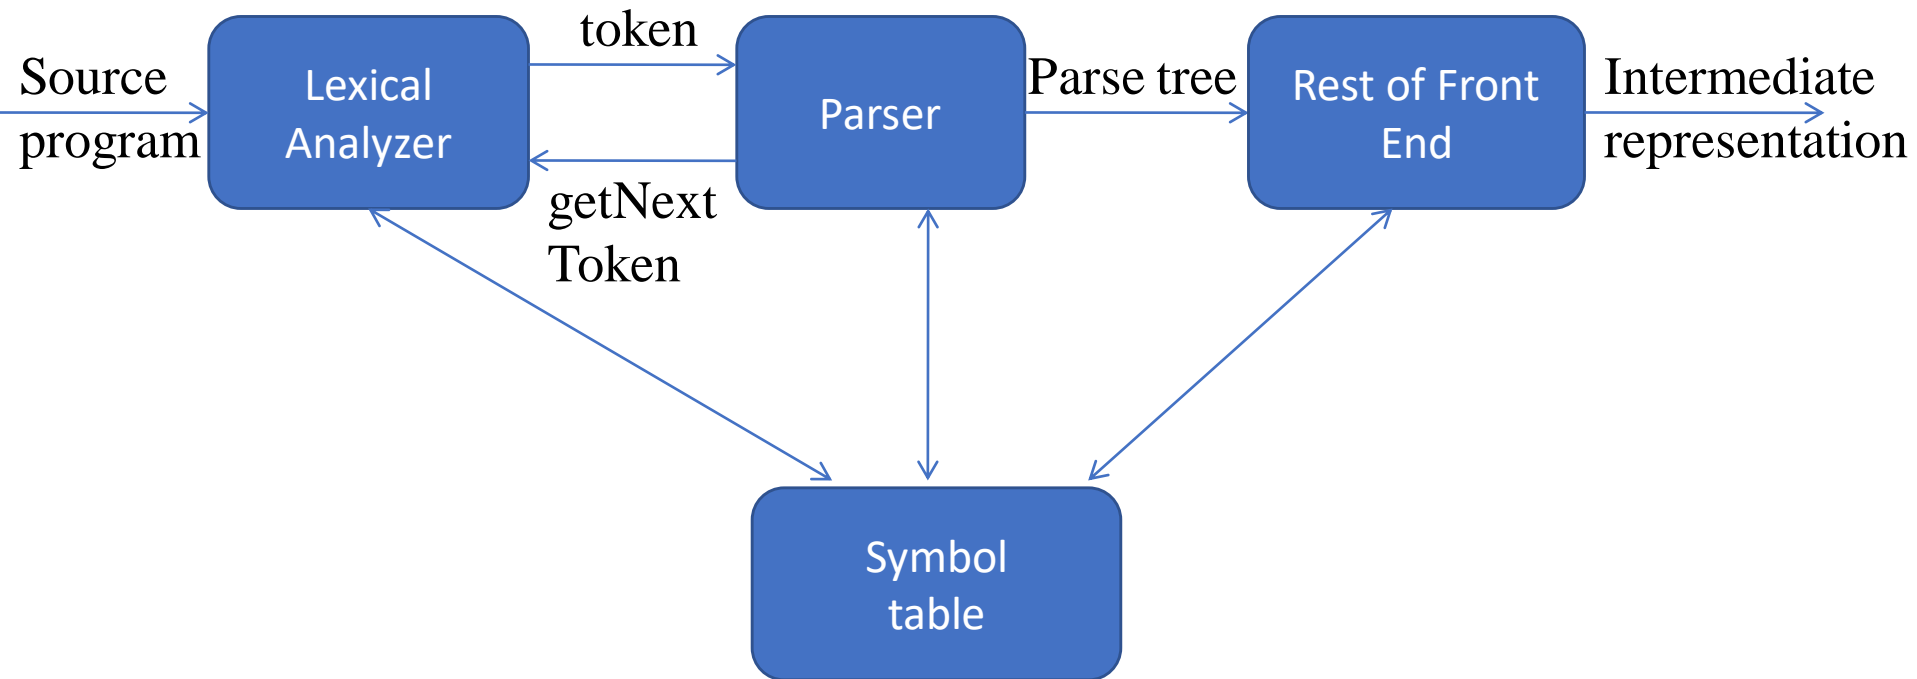 Source
program
Lexical
Analyzer
token
getNext
Token
Parser
Parse tree
Rest of Front
End
Intermediate
representation
Symbol
table